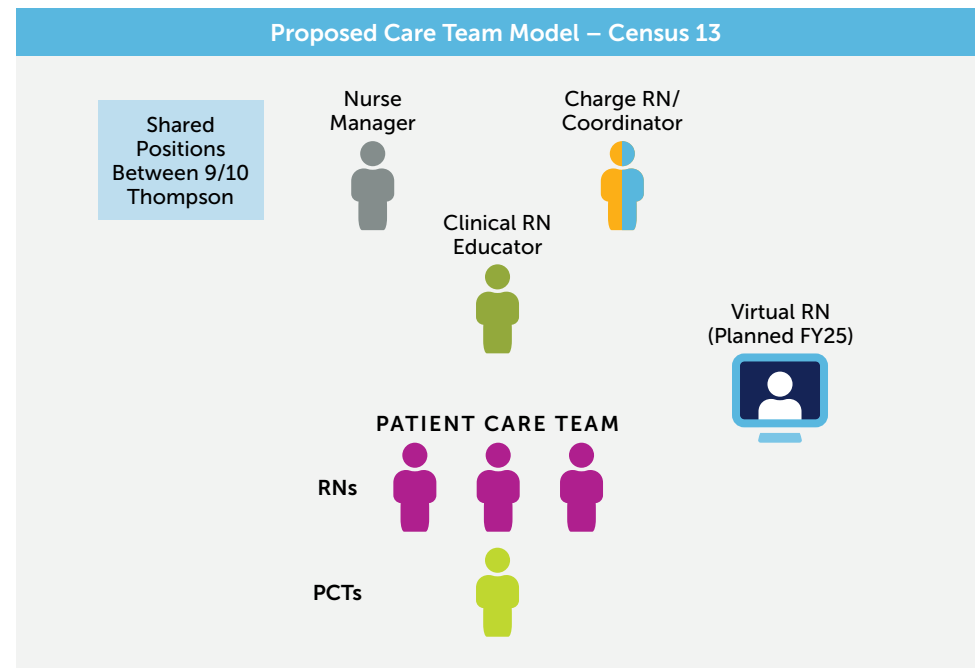 Proposed Care Team Model – Census 13
Shared
Positions
Between 9/10
Thompson
Nurse
Manager
Charge RN/
Coordinator
Clinical RN
Educator
Virtual RN
(Planned FY25)
PATIENT CARE TEAM
RNs
PCTs